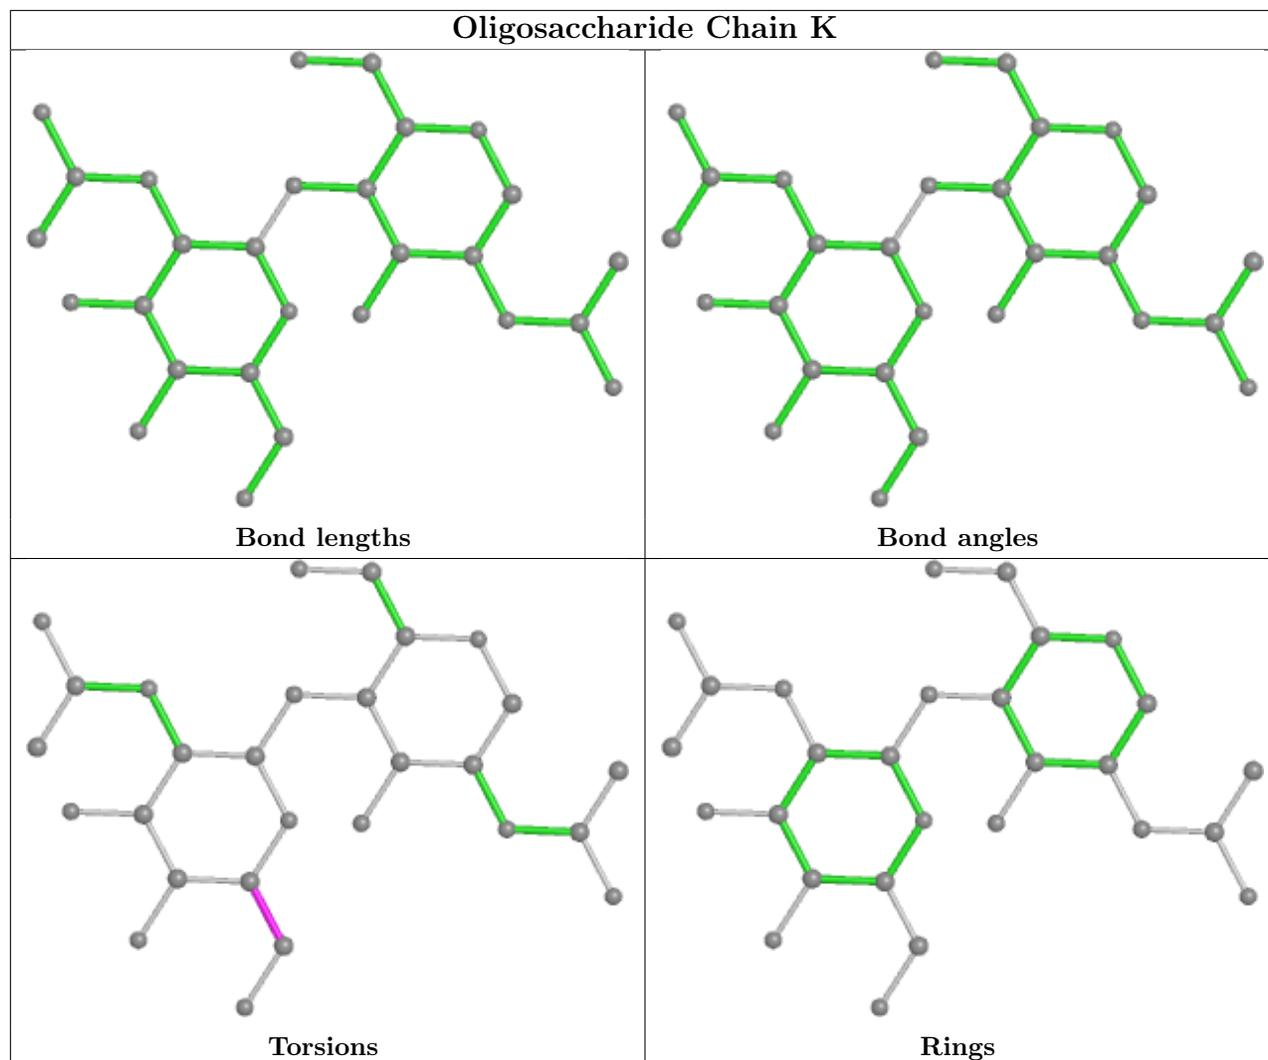 Oligosaccharide Chain K
Bond lengths
Bond angles
Torsions
Rings